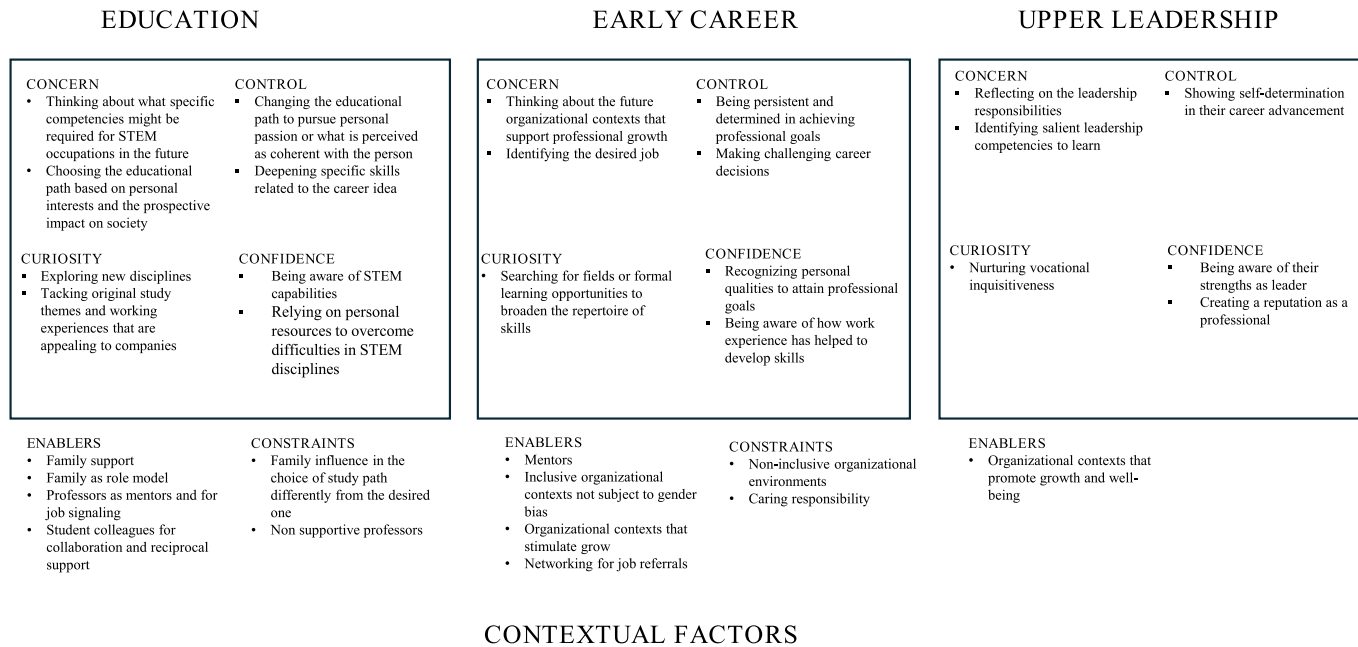 EDUCATION
CONCERN
• Thinking about what specific
competencies might be
required for STEM
occupations in the future
• Choosing the educational
path based on personal
interests and the prospective
impact on society
CONTROL
▪ Changing the educational
path to pursue personal
passion or what is perceived
as coherent with the person
▪ Deepening specific skills
related to the career idea
CURIOSITY
▪ Exploring new disciplines
▪ Tacking original study
themes and working
experiences that are
appealing to companies
CONFIDENCE
▪ Being aware of STEM
capabilities
▪ Relying on personal
resources to overcome
difficulties in STEM
disciplines
ENABLERS
• Family support
• Family as role model
• Professors as mentors and for
job signaling
• Student colleagues for
collaboration and reciprocal
support
CONSTRAINTS
• Family influence in the
choice of study path
differently from the desired
one
• Non supportive professors
EARLY CAREER
CONCERN
▪ Thinking about the future
organizational contexts that
support professional growth
▪ Identifying the desired job
CONTROL
▪ Being persistent and
determined in achieving
professional goals
▪ Making challenging career
decisions
CURIOSITY
• Searching for fields or formal
learning opportunities to
broaden the repertoire of
skills
CONFIDENCE
▪ Recognizing personal
qualities to attain professional
goals
▪ Being aware of how work
experience has helped to
develop skills
ENABLERS
• Mentors
• Inclusive organizational
contexts not subject to gender
bias
• Organizational contexts that
stimulate grow
• Networking for job referrals
CONSTRAINTS
• Non-inclusive organizational
environments
• Caring responsibility
UPPER LEADERSHIP
CONCERN
▪ Reflecting on the leadership
responsibilities
▪ Identifying salient leadership
competencies to learn
CONTROL
▪ Showing self-determination
in their career advancement
CURIOSITY
• Nurturing vocational
inquisitiveness
CONFIDENCE
▪ Being aware of their
strengths as leader
▪ Creating a reputation as a
professional
ENABLERS
• Organizational contexts that
promote growth and well-
being
CONTEXTUAL FACTORS